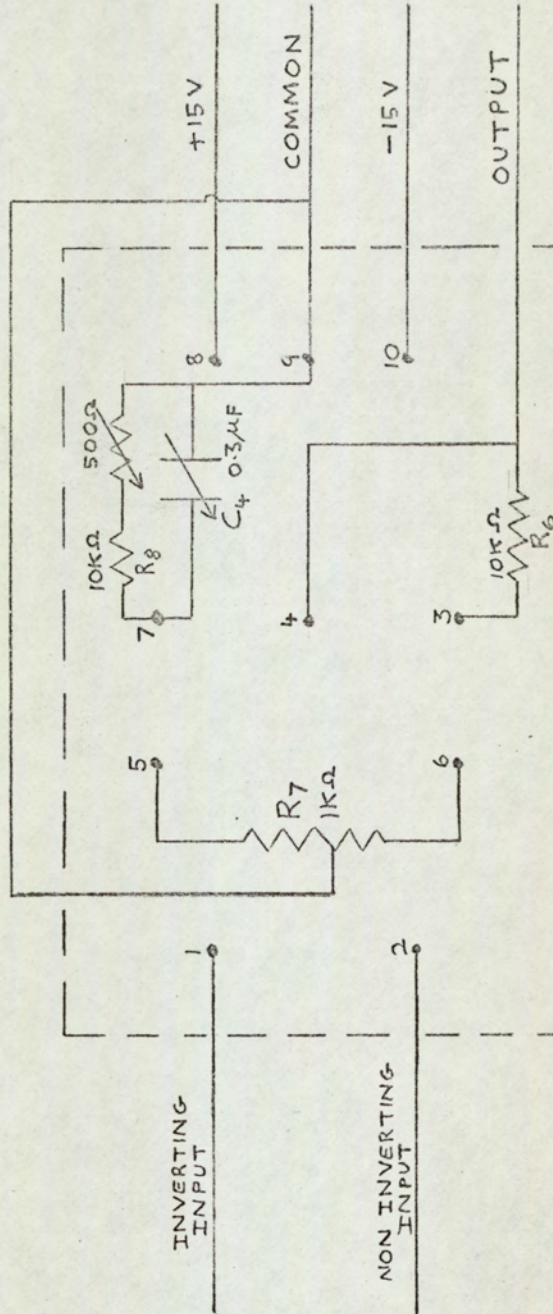 INVERTING
INPUT
NON INVERTING
INPUT
1
2
5
R7
1KΩ
6
7
10KΩ
R8
500Ω
C4
0.3μF
4
3
10KΩ
R6
8
9
10
+15V
COMMON
-15V
OUTPUT